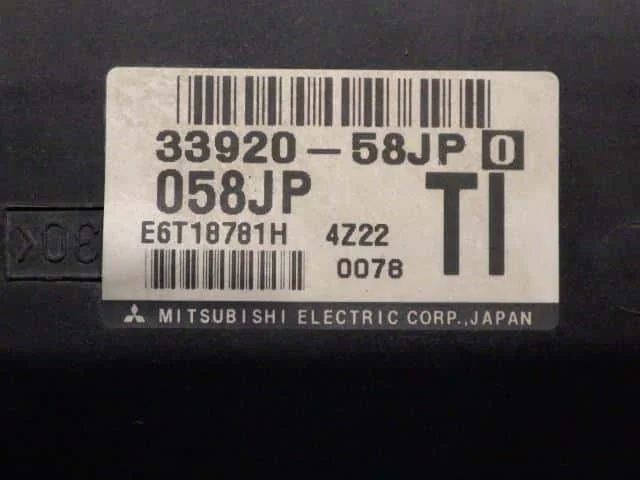 33920-58JP 0
058JP TI
E6T18781H 4Z22
0078
MITSUBISHI ELECTRIC CORP., JAPAN